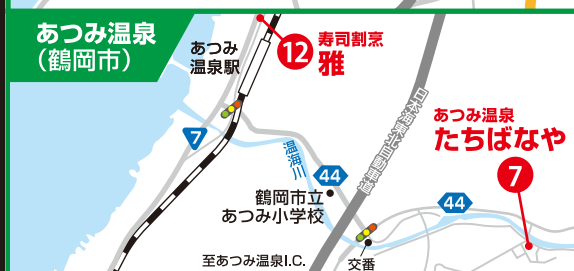 あつみ温泉
(鶴岡市)
あつみ
温泉駅
12
寿司割烹
雅
7
温海川
日本海東北自動車道
あつみ温泉
たちばなや
7
44
44
鶴岡市立
あつみ小学校
至あつみ温泉I.C.
交番